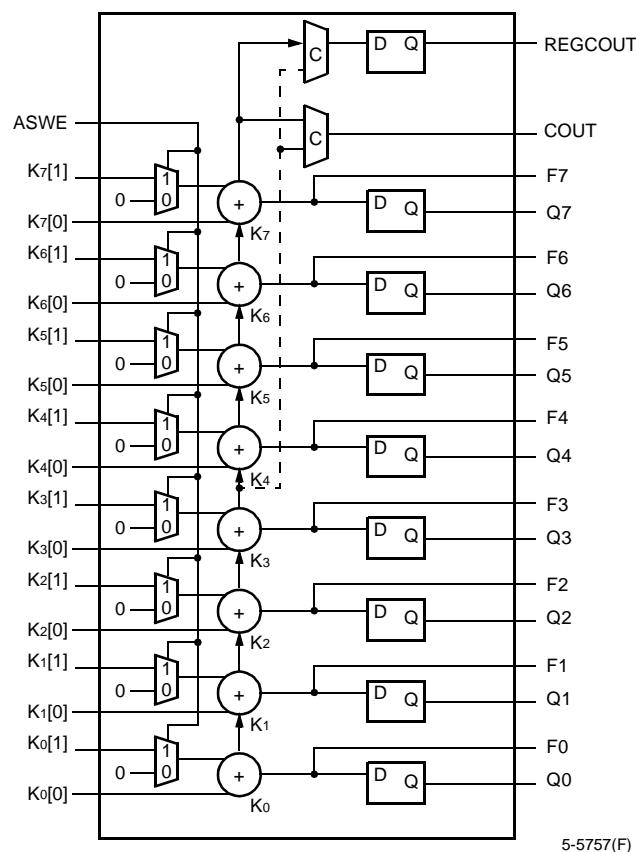 C
D Q
REGCOUT
ASWE
C
COUT
K7[1]
1
0
0
F7
K7[0]
+
K7
D Q
Q7
K6[1]
1
0
0
F6
K6[0]
+
K6
D Q
Q6
K5[1]
1
0
0
F5
K5[0]
+
K5
D Q
Q5
K4[1]
1
0
0
F4
K4[0]
+
K4
D Q
Q4
K3[1]
1
0
0
F3
K3[0]
+
K3
D Q
Q3
K2[1]
1
0
0
F2
K2[0]
+
K2
D Q
Q2
K1[1]
1
0
0
F1
K1[0]
+
K1
D Q
Q1
K0[1]
1
0
0
F0
K0[0]
+
K0
D Q
Q0
5-5757(F)